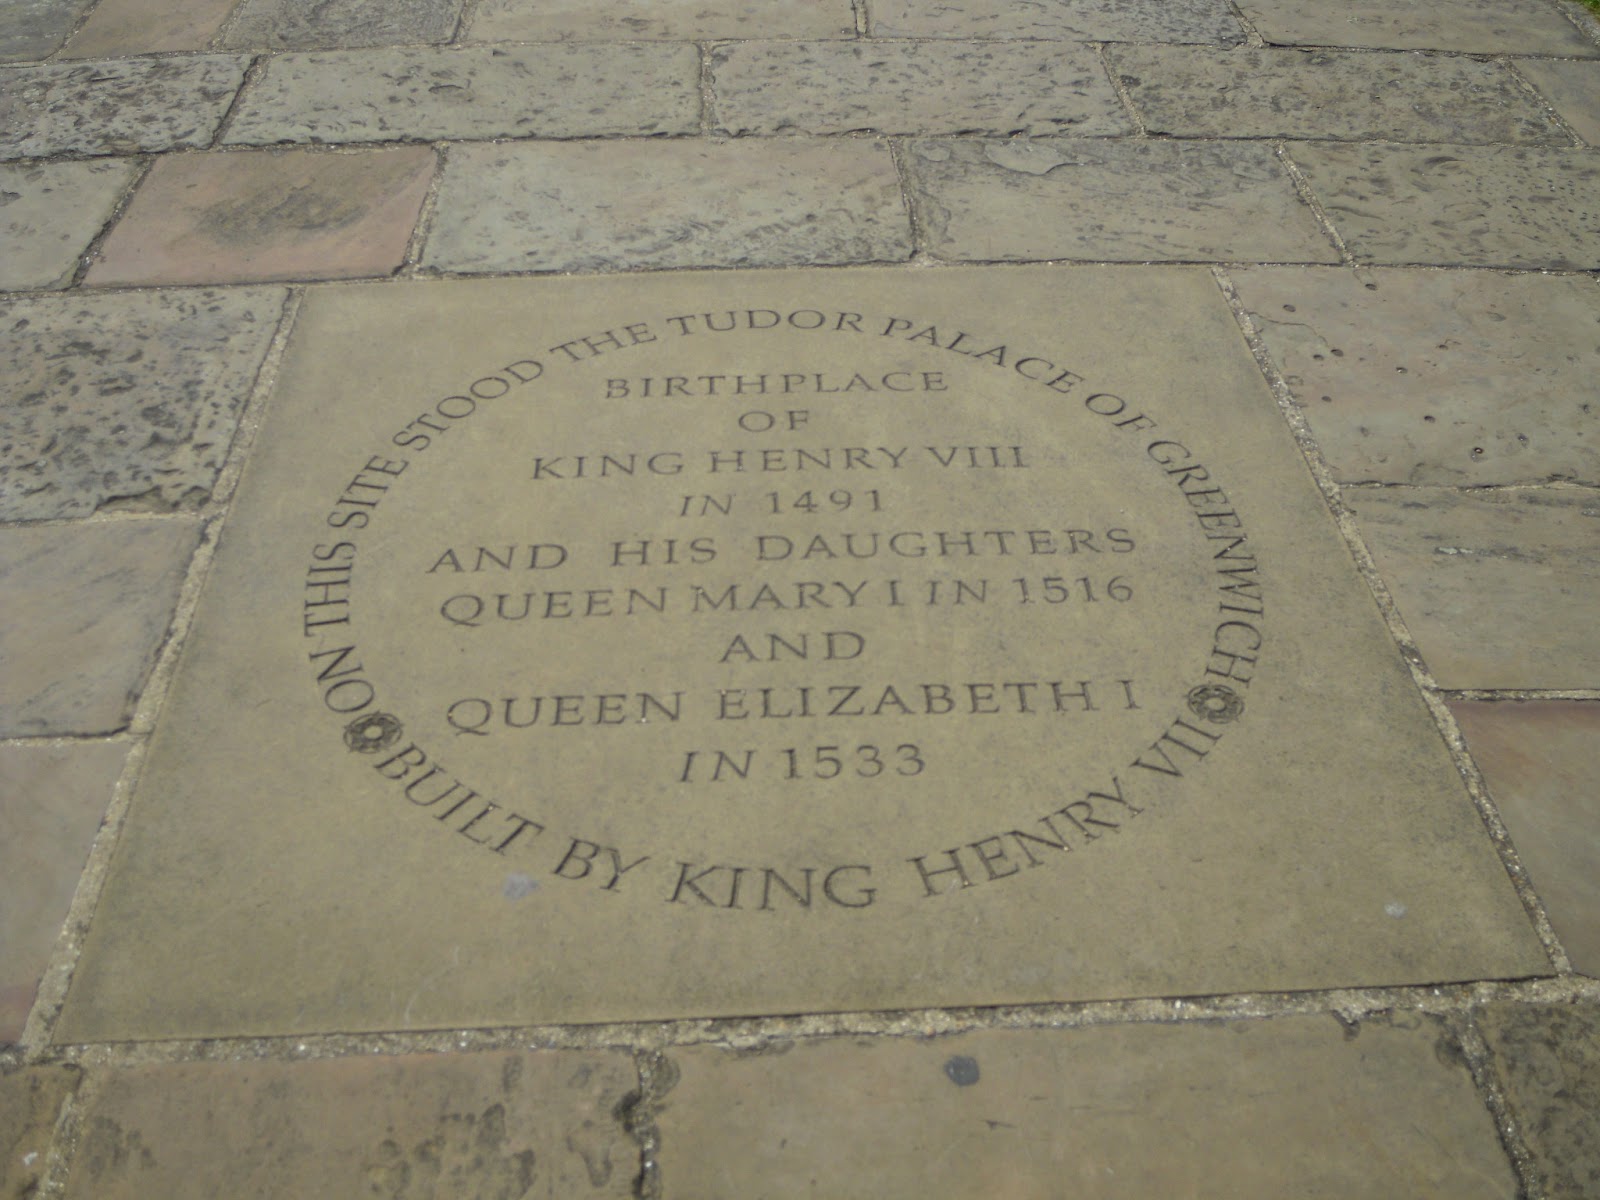 ON THIS SITE STOOD THE TUDOR PALACE OF GREENWICH
BIRTHPLACE
OF
KING HENRY VIII
IN 1491
AND HIS DAUGHTERS
QUEEN MARY I IN 1516
AND
QUEEN ELIZABETH I
IN 1533
BUILT BY KING HENRY VII